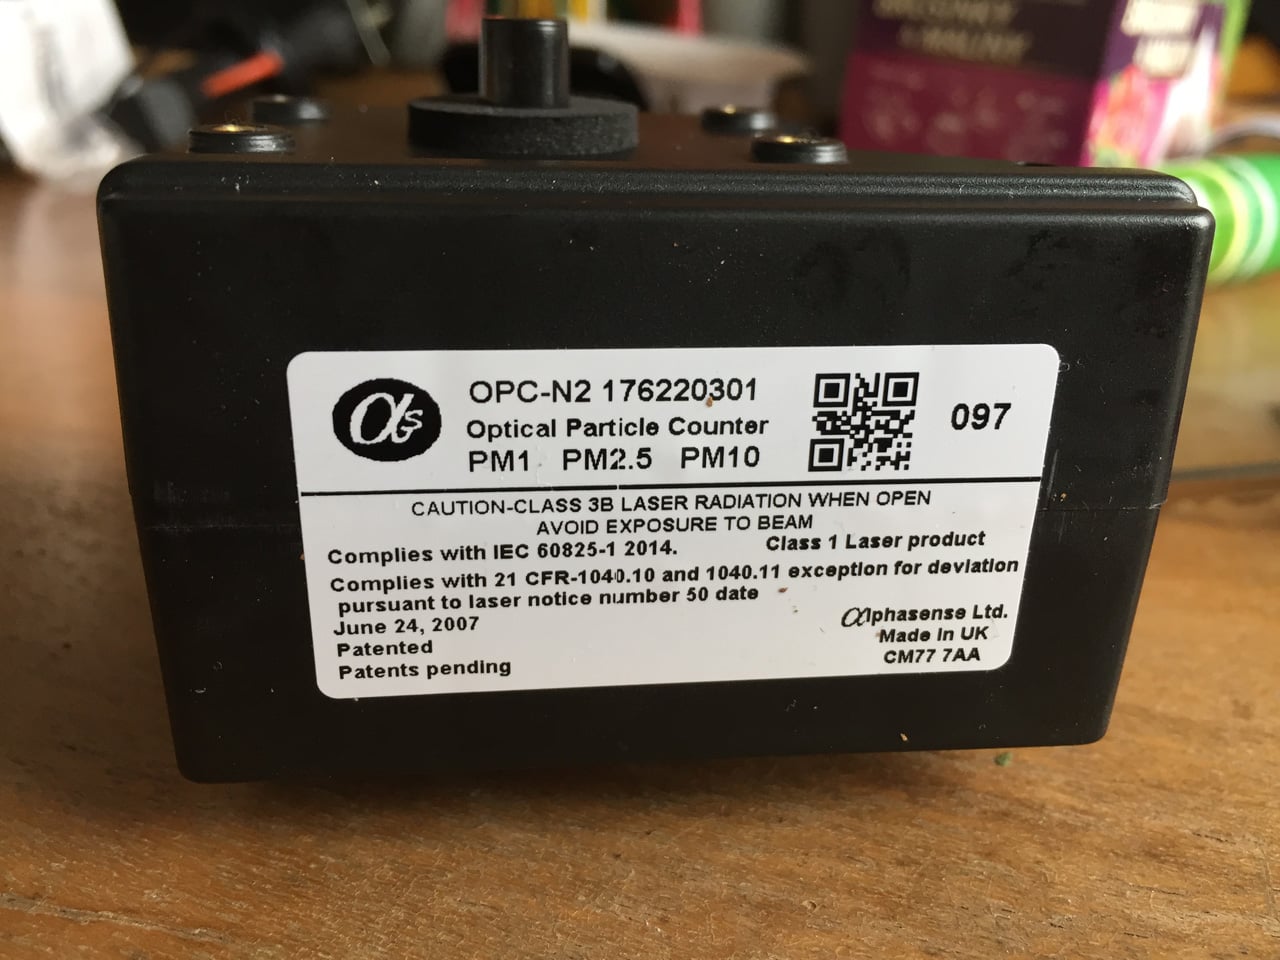 αs
OPC-N2 176220301
Optical Particle Counter
PM1 PM2.5 PM10
097
CAUTION-CLASS 3B LASER RADIATION WHEN OPEN
AVOID EXPOSURE TO BEAM
Complies with IEC 60825-1 2014. Class 1 Laser product
Complies with 21 CFR-1040.10 and 1040.11 exception for deviation
pursuant to laser notice number 50 date
June 24, 2007
Patented
Patents pending
αlphasense Ltd.
Made in UK
CM77 7AA